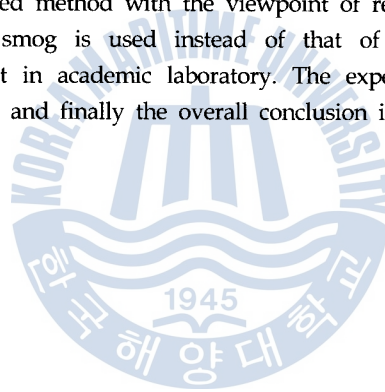 ed method with the viewpoint of re
smog is used instead of that of
t in academic laboratory. The expe
and finally the overall conclusion i
KOREA MARITIME UNIVERSITY
1945
한국해양대학교